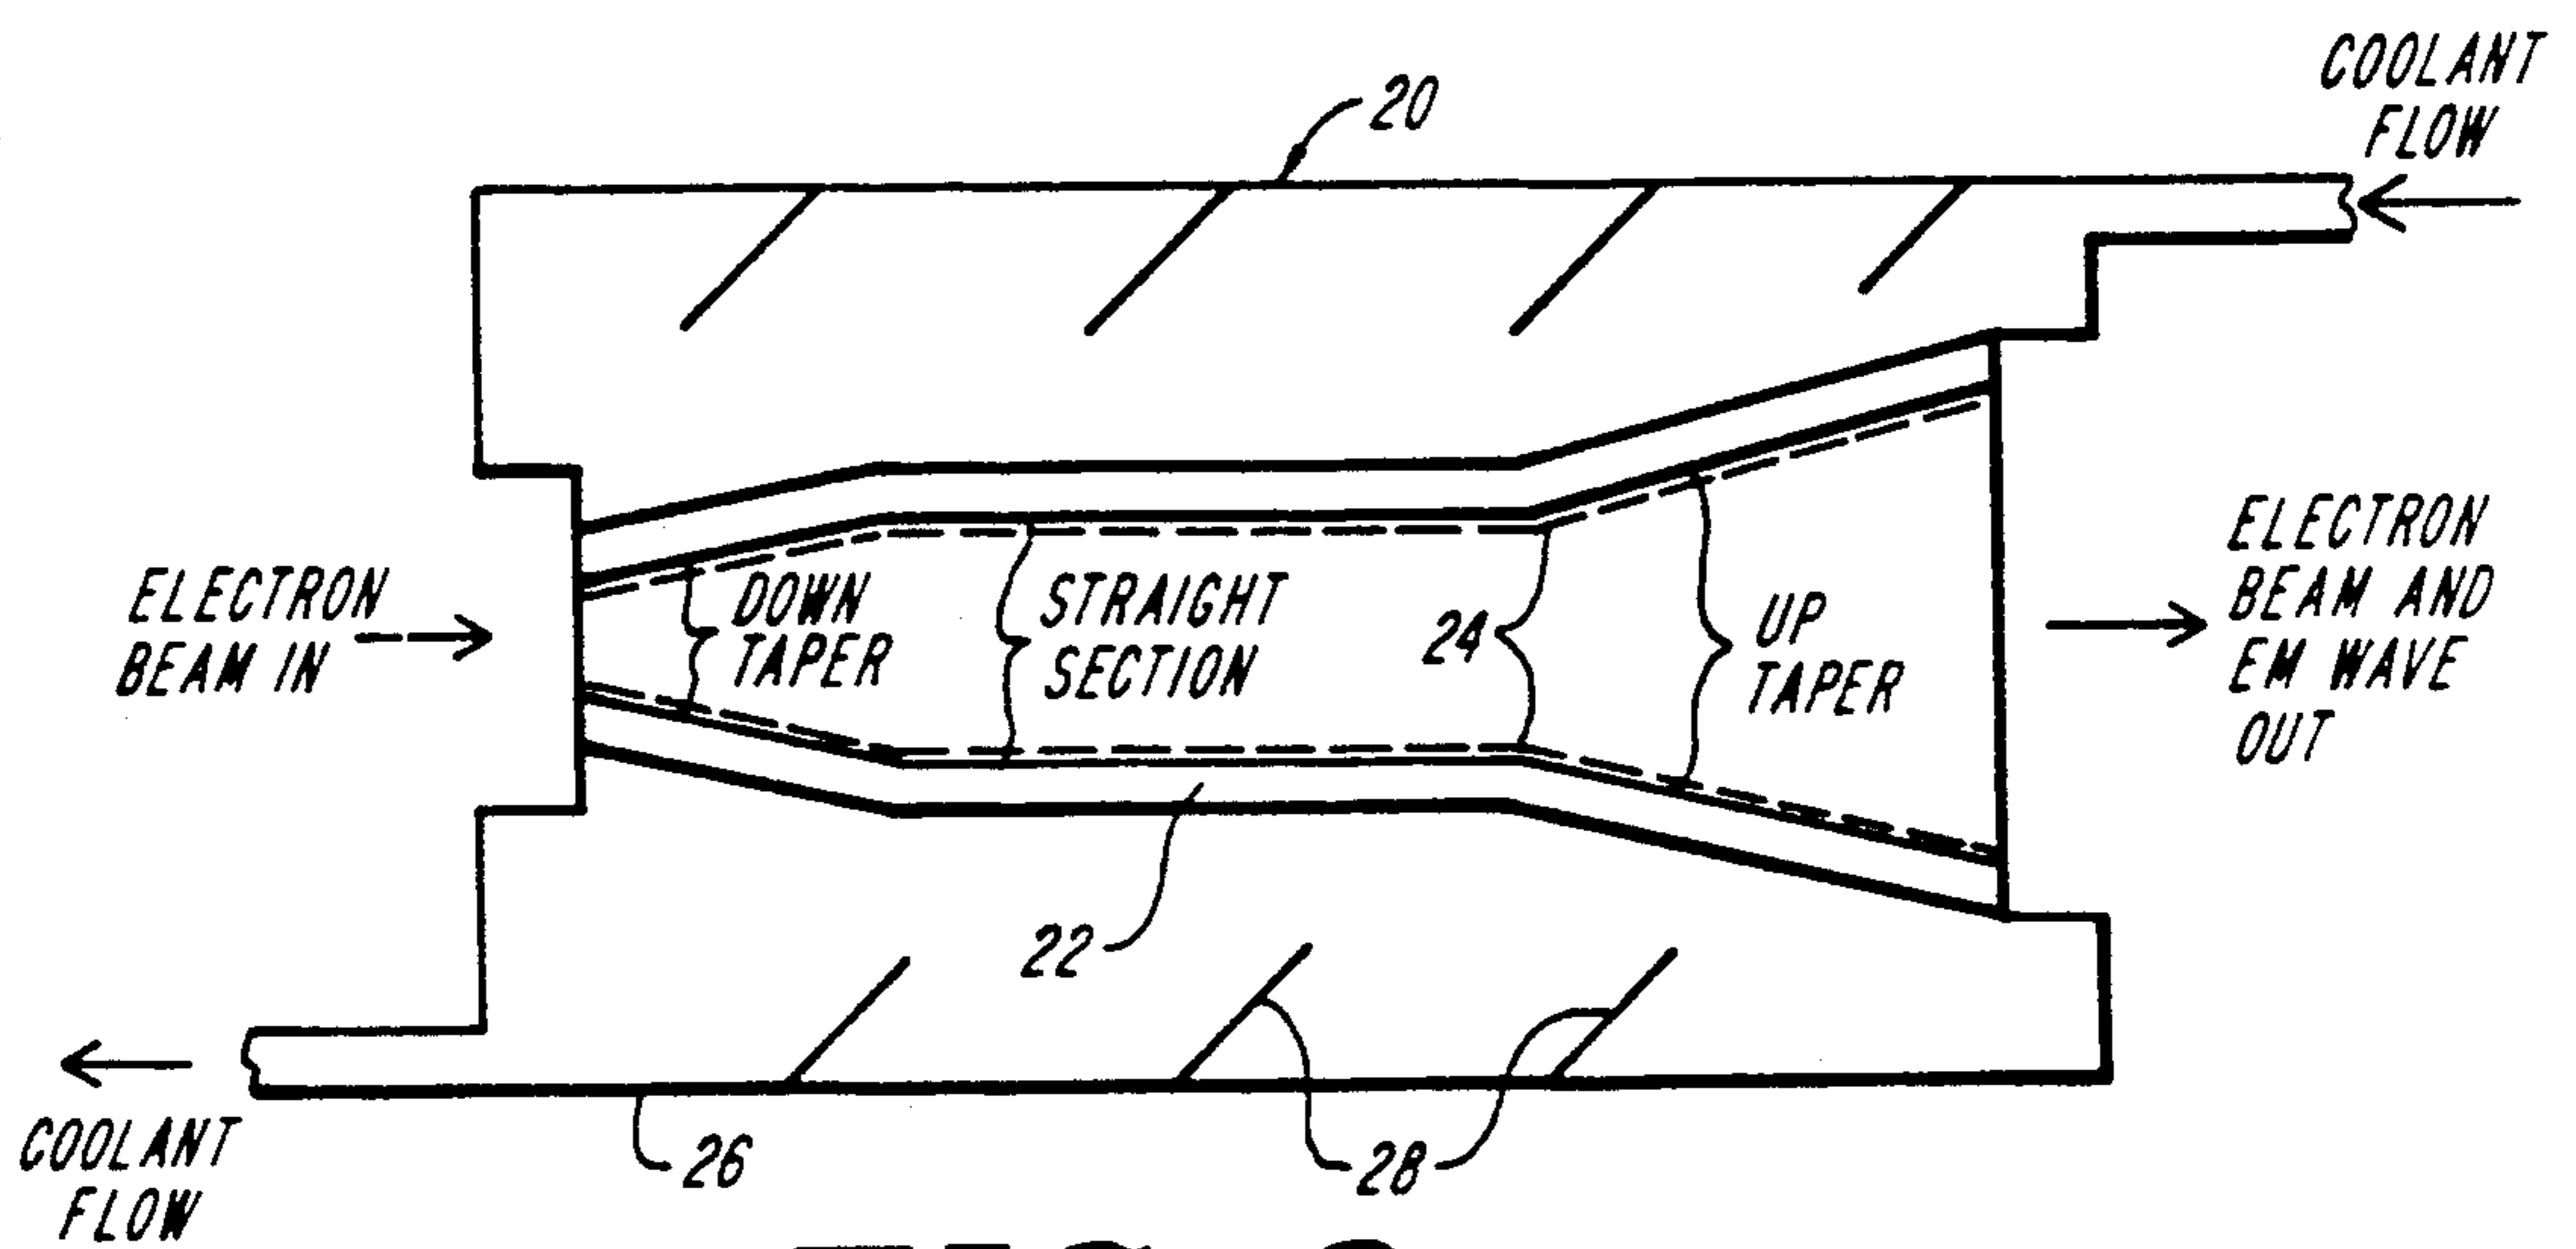 20
COOLANT
FLOW
ELECTRON
BEAM IN
DOWN
TAPER
STRAIGHT
SECTION
24
UP
TAPER
ELECTRON
BEAM AND
EM WAVE
OUT
22
COOLANT
FLOW
26
28